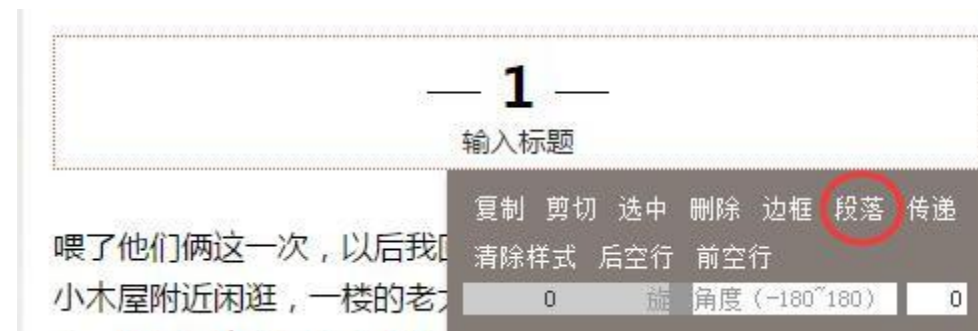 — 1 —
输入标题
复制 剪切 选中 删除 边框 段落 传递
喂了他们俩这一次，以后我
清除样式 后空行 前空行
小木屋附近闲逛，一楼的老
0 角度（-180~180） 0